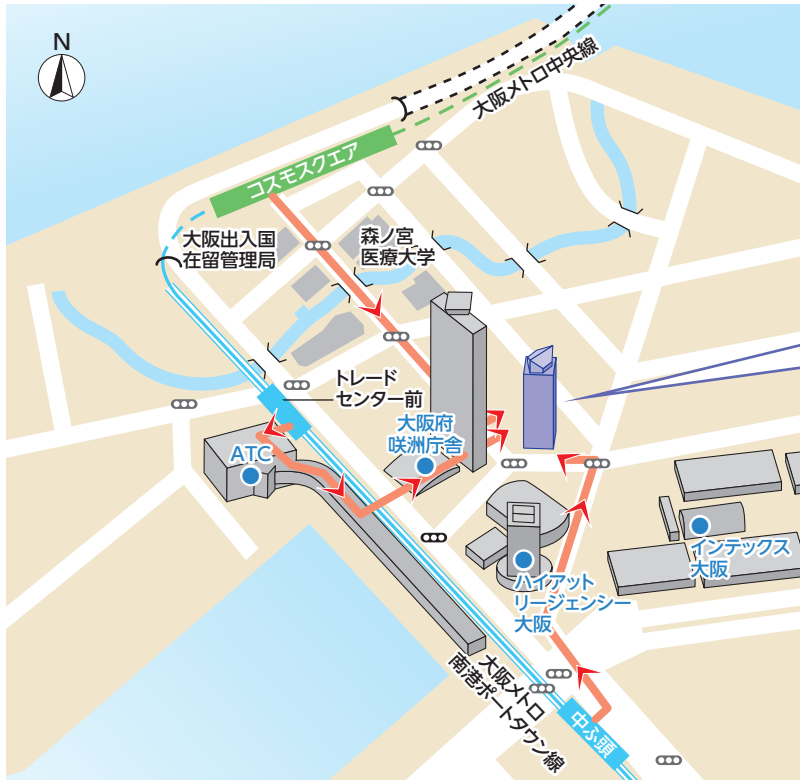 N
大阪メトロ中央線
コスモスクエア
大阪出入国
在留管理局
森ノ宮
医療大学
トレード
センター前
大阪府
咲洲庁舎
ATC
インテックス
大阪
ハイアット
リージェンシー
大阪
大阪メトロ
南港ポートタウン線
中ふ頭